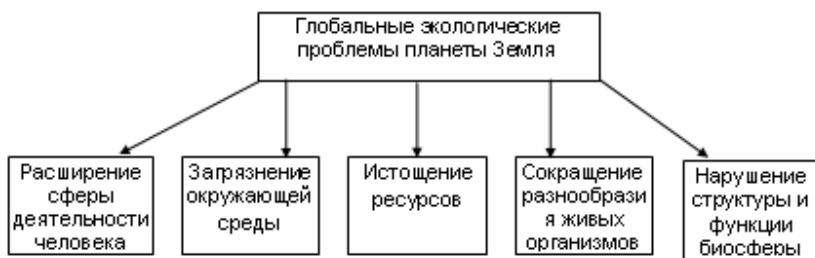 Глобальные экологические
проблемы планеты Земля
Расширение
сферы
деятельности
человека
Загрязнение
окружающей
среды
Истощение
ресурсов
Сокращение
разнообрази
я живых
организмов
Нарушение
структуры и
функции
биосферы